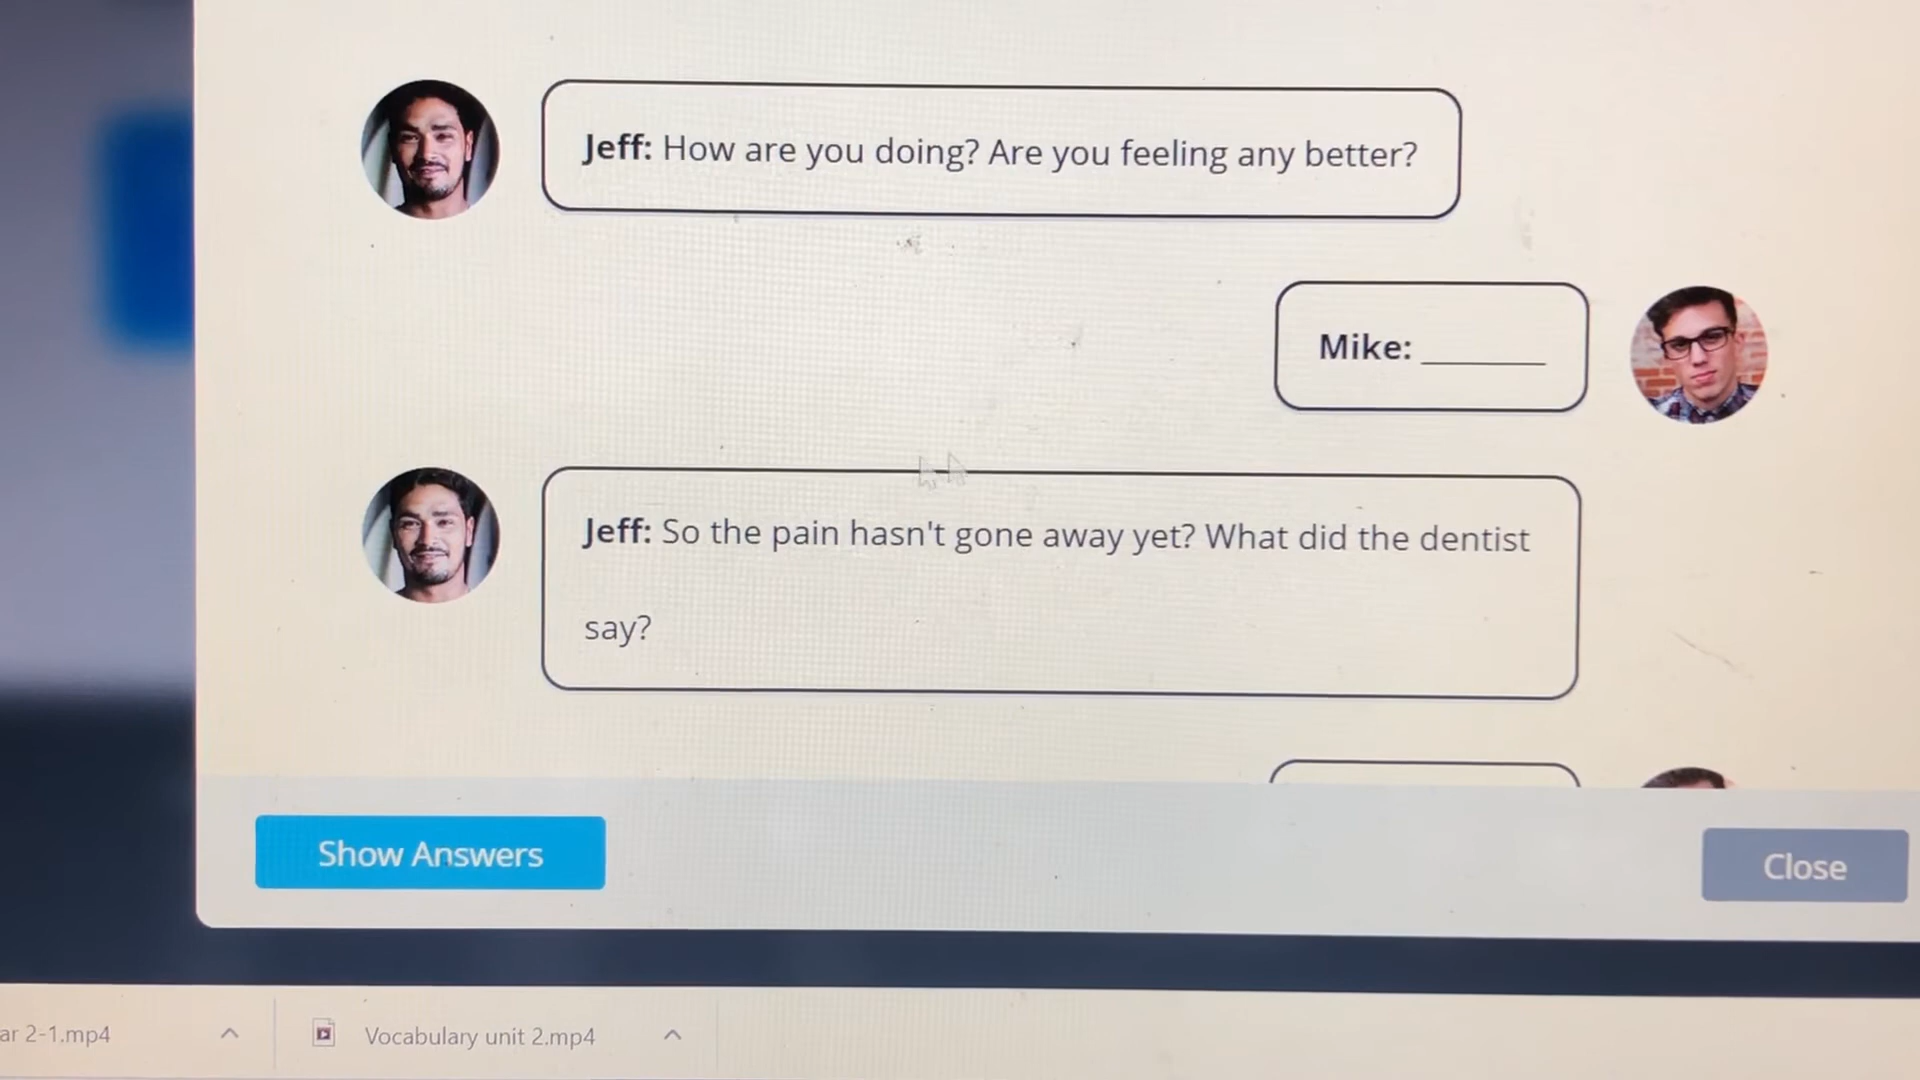 Jeff: How are you doing? Are you feeling any better?
Mike: ________
Jeff: So the pain hasn't gone away yet? What did the dentist
say?
Show Answers
Close
ar 2-1.mp4
Vocabulary unit 2.mp4